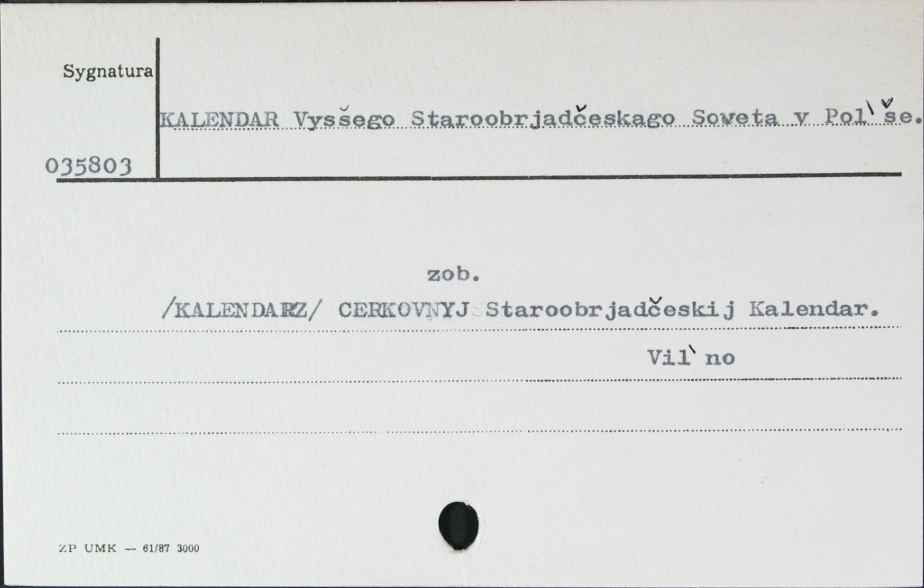 Sygnatura
KALENDAR Vysšego Staroobrjadčeskago Soweta v Pol'še.
035803
zob.
/KALENDARZ/ CERKOVNYJ Staroobrjadčeskij Kalendar.
Vil'no
ZP UMK — 61/87 3000